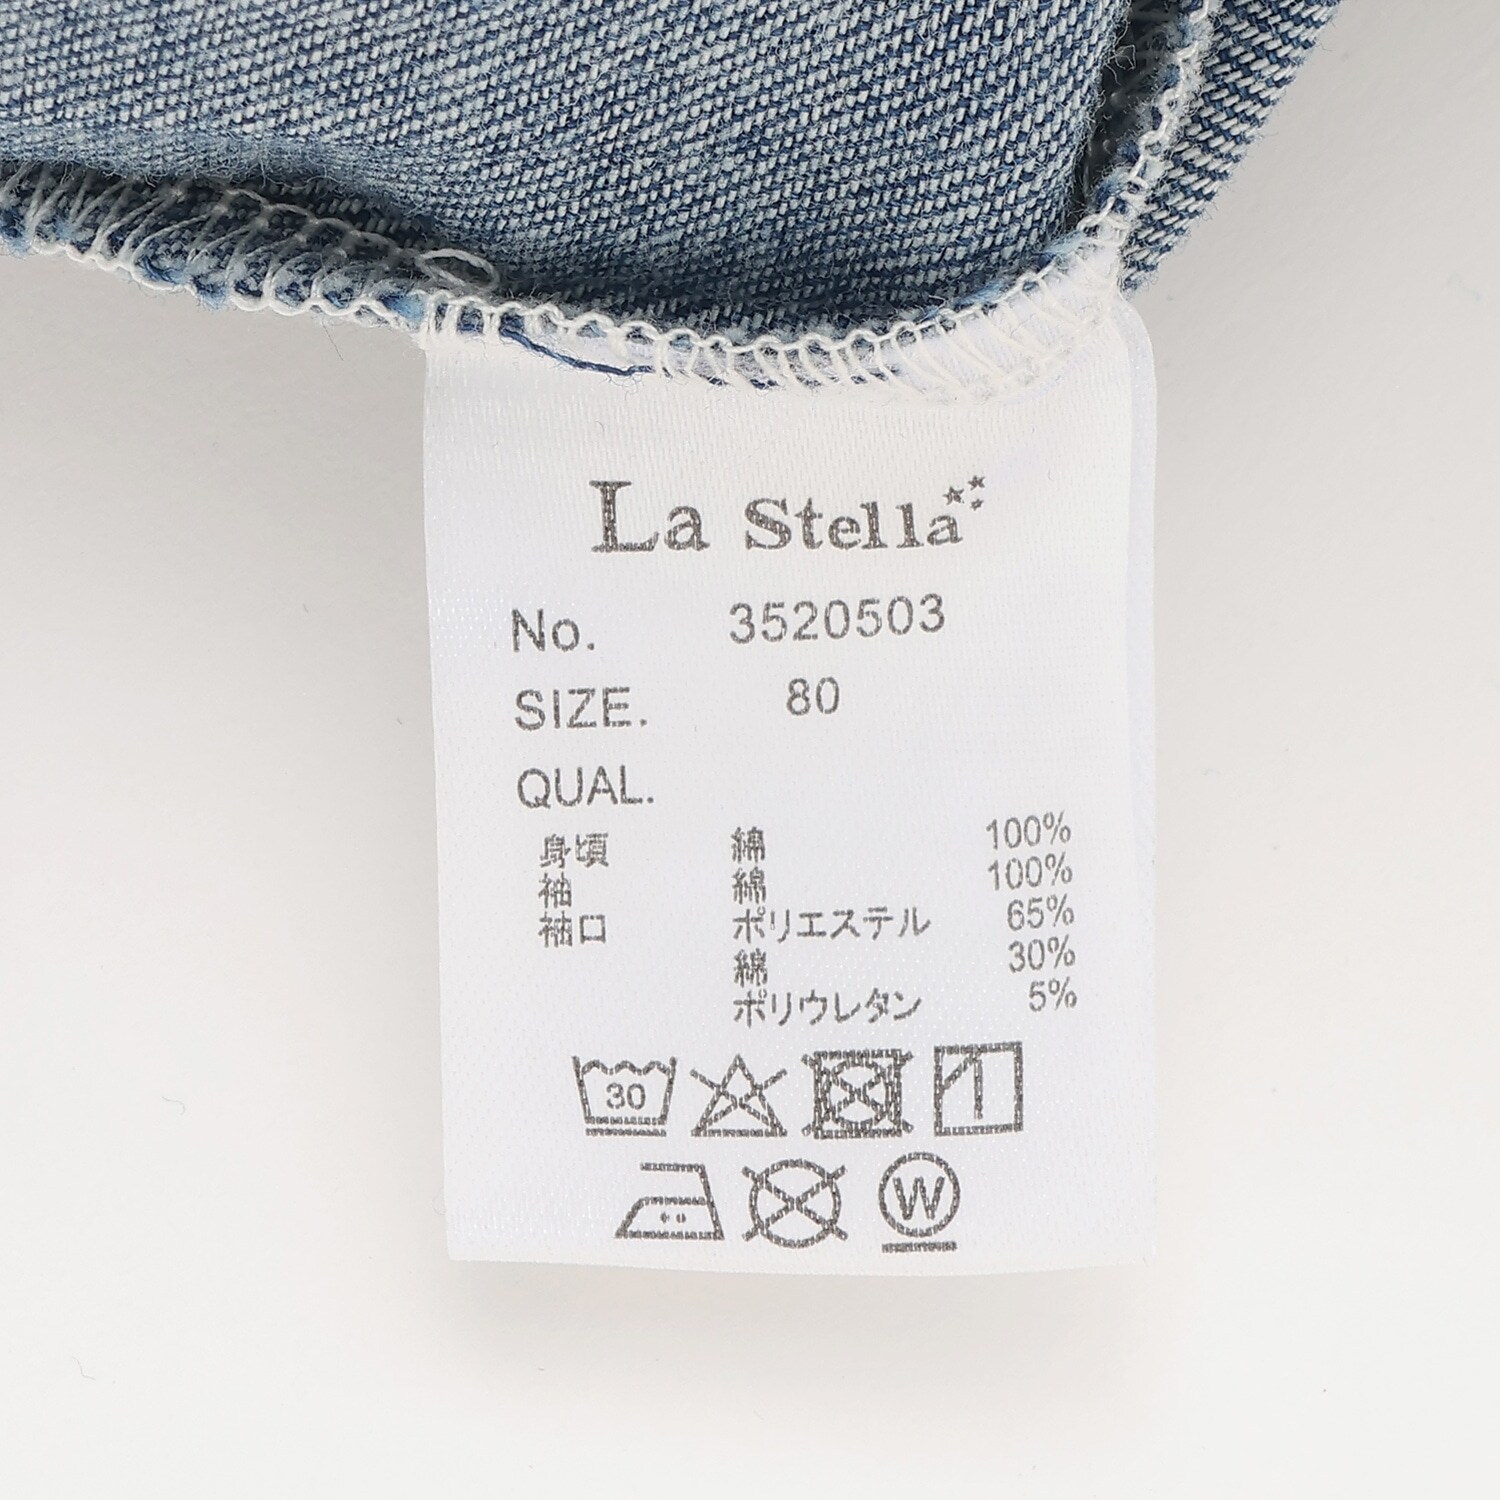 La Stella
No. 3520503
SIZE. 80
QUAL.
身頃 綿 100%
袖 綿 100%
袖口 ポリエステル 65%
綿 30%
ポリウレタン 5%
30
W